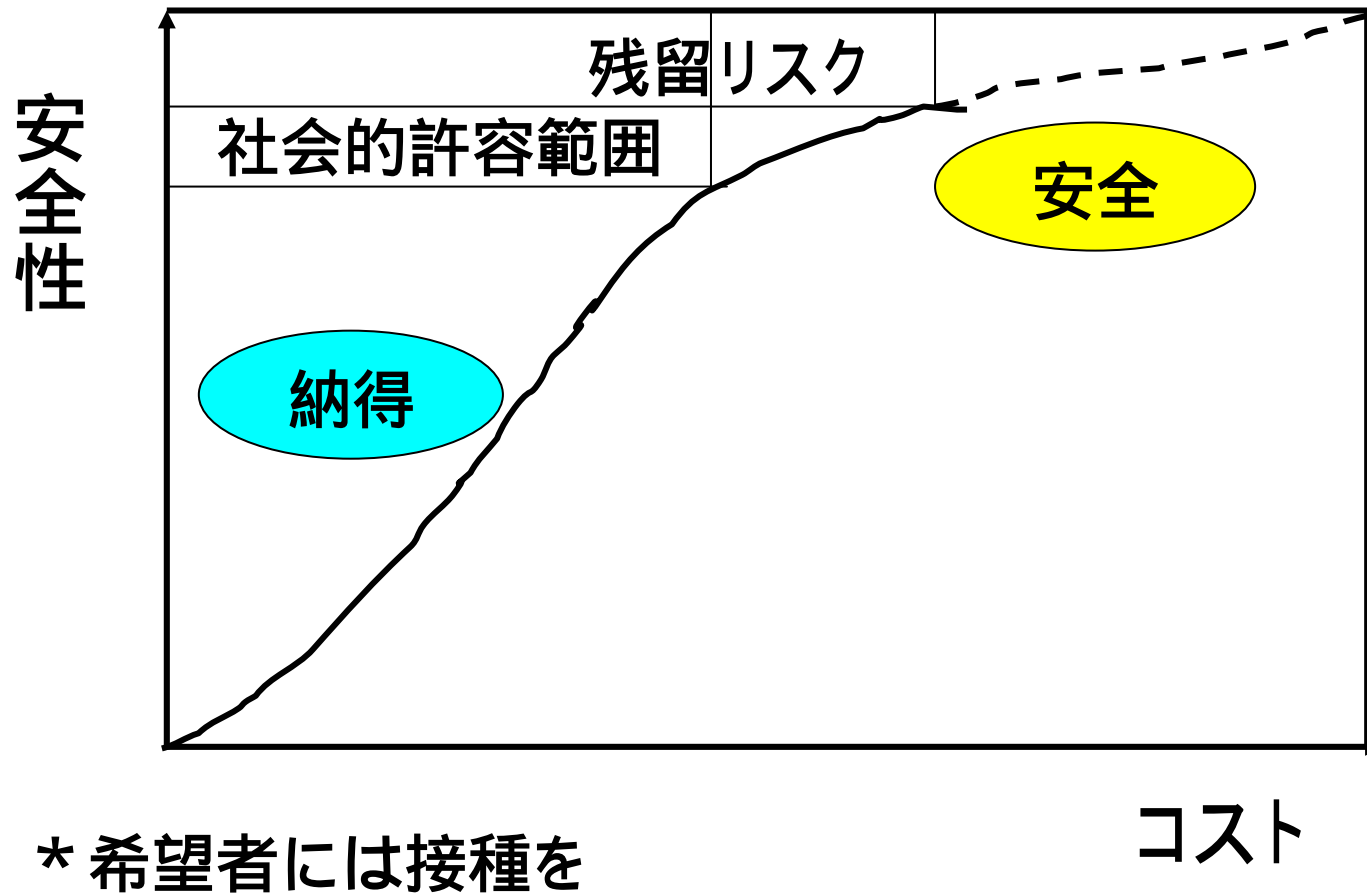 残留リスク
安全性
社会的許容範囲
安全
納得
コスト
*希望者には接種を